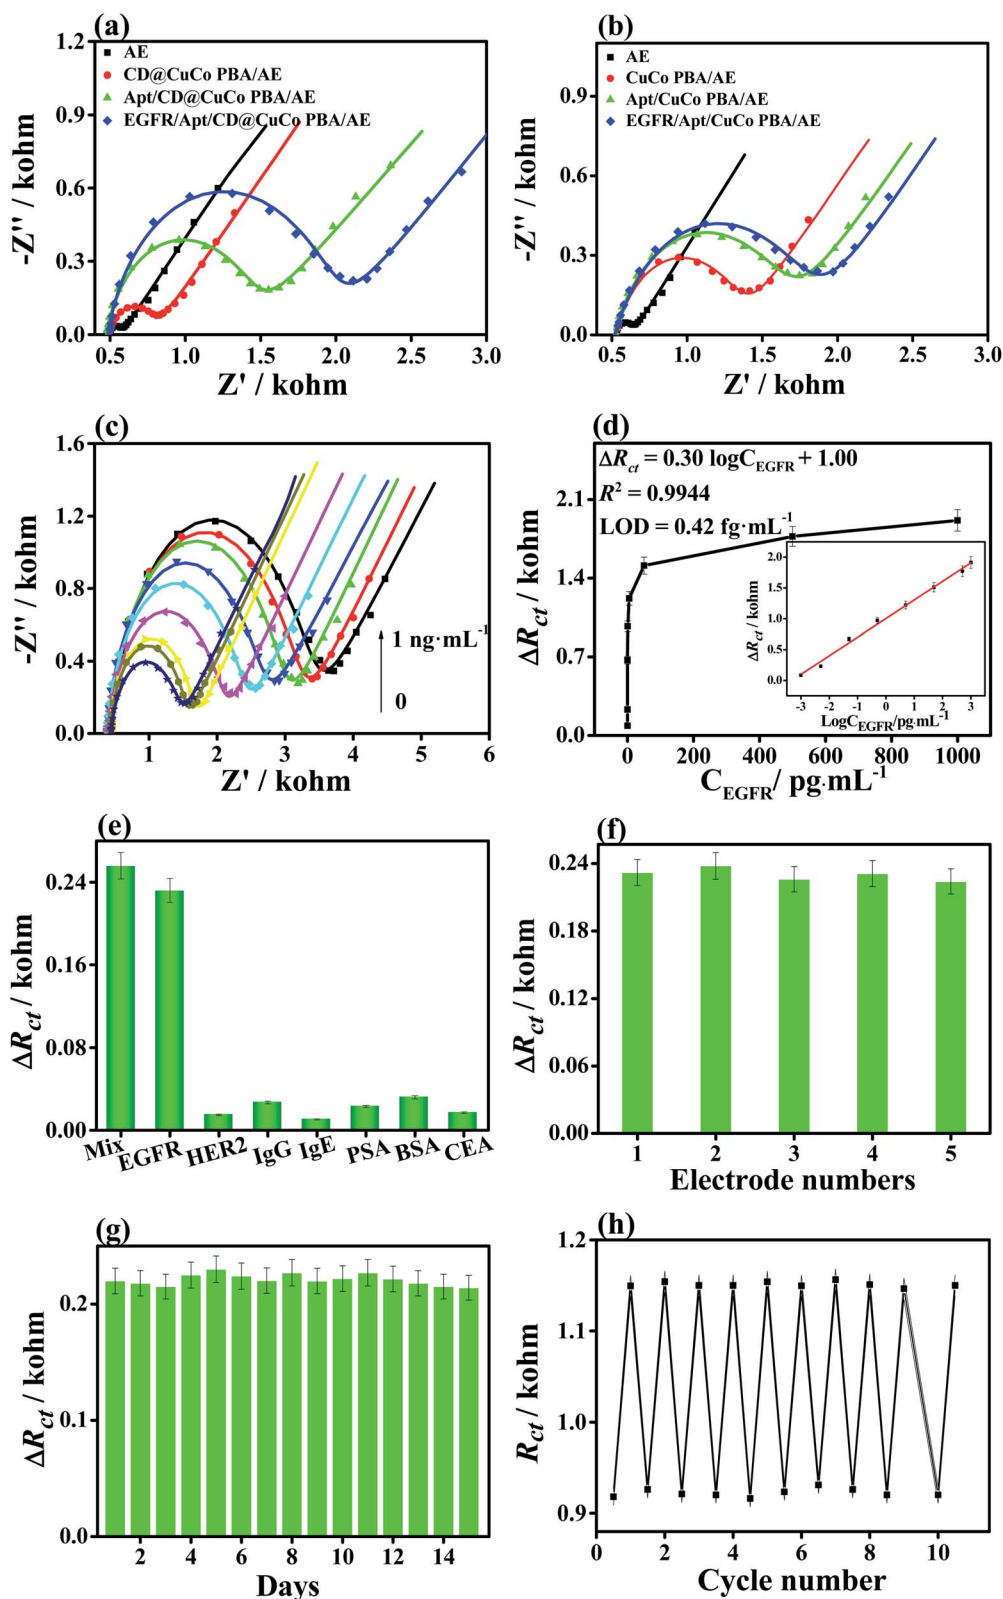 (a)
1.2
0.9
0.6
0.3
0.0
-Z'' / kohm
AE
CD@CuCo PBA/AE
Apt/CD@CuCo PBA/AE
EGFR/Apt/CD@CuCo PBA/AE
0.5 1.0 1.5 2.0 2.5 3.0
Z' / kohm
(b)
0.9
0.6
0.3
0.0
-Z'' / kohm
AE
CuCo PBA/AE
Apt/CuCo PBA/AE
EGFR/Apt/CuCo PBA/AE
0.5 1.0 1.5 2.0 2.5 3.0
Z' / kohm
(c)
1.6
1.2
0.8
0.4
0.0
-Z'' / kohm
1 ng·mL⁻¹
0
1 2 3 4 5 6
Z' / kohm
(d)
2.1
1.4
0.7
0.0
ΔRct / kohm
ΔRct = 0.30 logCEGFR + 1.00
R² = 0.9944
LOD = 0.42 fg·mL⁻¹
2.0
1.5
1.0
0.5
0.0
ΔRct / kohm
-3 -2 -1 0 1 2 3
LogCEGFR/pg·mL⁻¹
0 200 400 600 800 1000
CEGFR/ pg·mL⁻¹
(e)
0.24
0.16
0.08
0.00
ΔRct / kohm
Mix EGFR HER2 IgG IgE PSA BSA CEA
(f)
0.24
0.18
0.12
0.06
0.00
ΔRct / kohm
1 2 3 4 5
Electrode numbers
(g)
0.2
0.1
0.0
ΔRct / kohm
2 4 6 8 10 12 14
Days
(h)
1.2
1.1
1.0
0.9
Rct / kohm
0 2 4 6 8 10
Cycle number